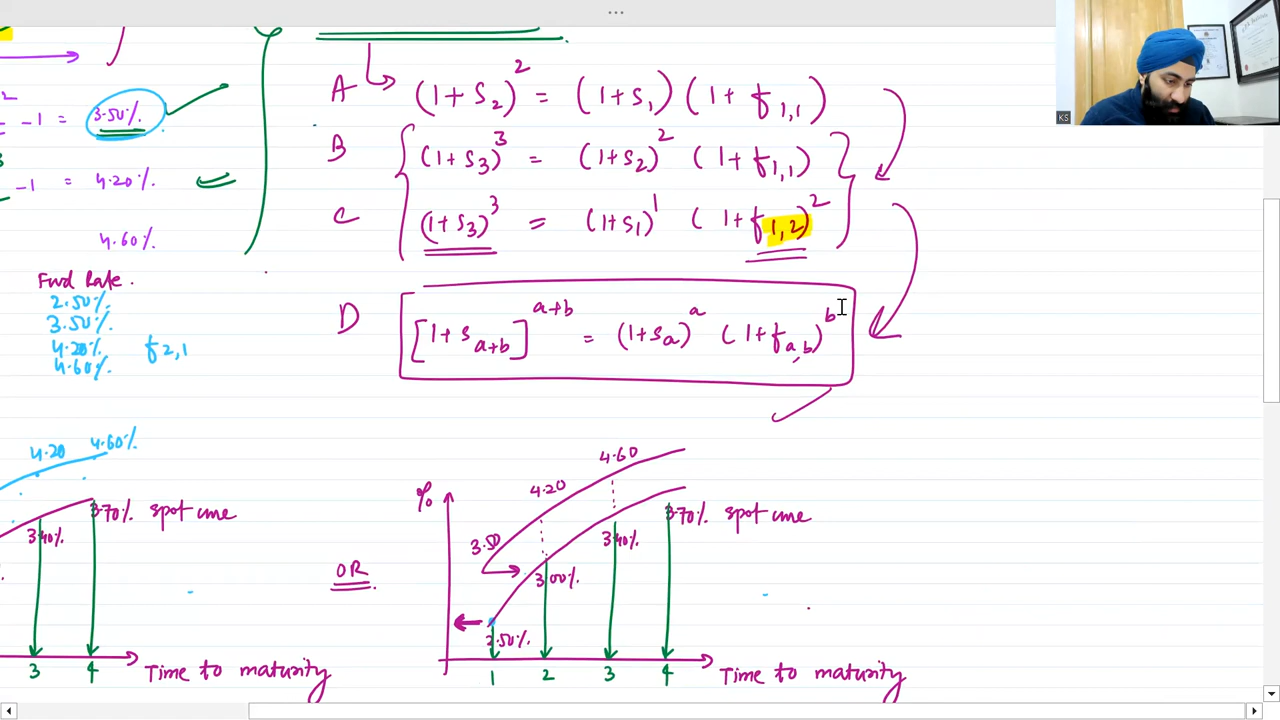 A (1+S₂)² = (1+S₁) (1+f₁,₁)
B (1+S₃)³ = (1+S₂)² (1+f₁,₁)
C (1+S₃)³ = (1+S₁)¹ (1+f₁,₂)²
D [1+S a+b]^a+b = (1+Sa)^a (1+f a,b)^b
-1 = 3.50%
-1 = 4.20%
4.60%
Fwd Rate.
2.50%
3.50%
4.20% f₂,₁
4.60%
4.20 4.60%
3.70% spot curve
3.40%
3 4 Time to maturity
OR
%
4.60
4.20
3.50
3.70% spot curve
3.40%
3.00%
2.50%
1 2 3 4 Time to maturity
KS